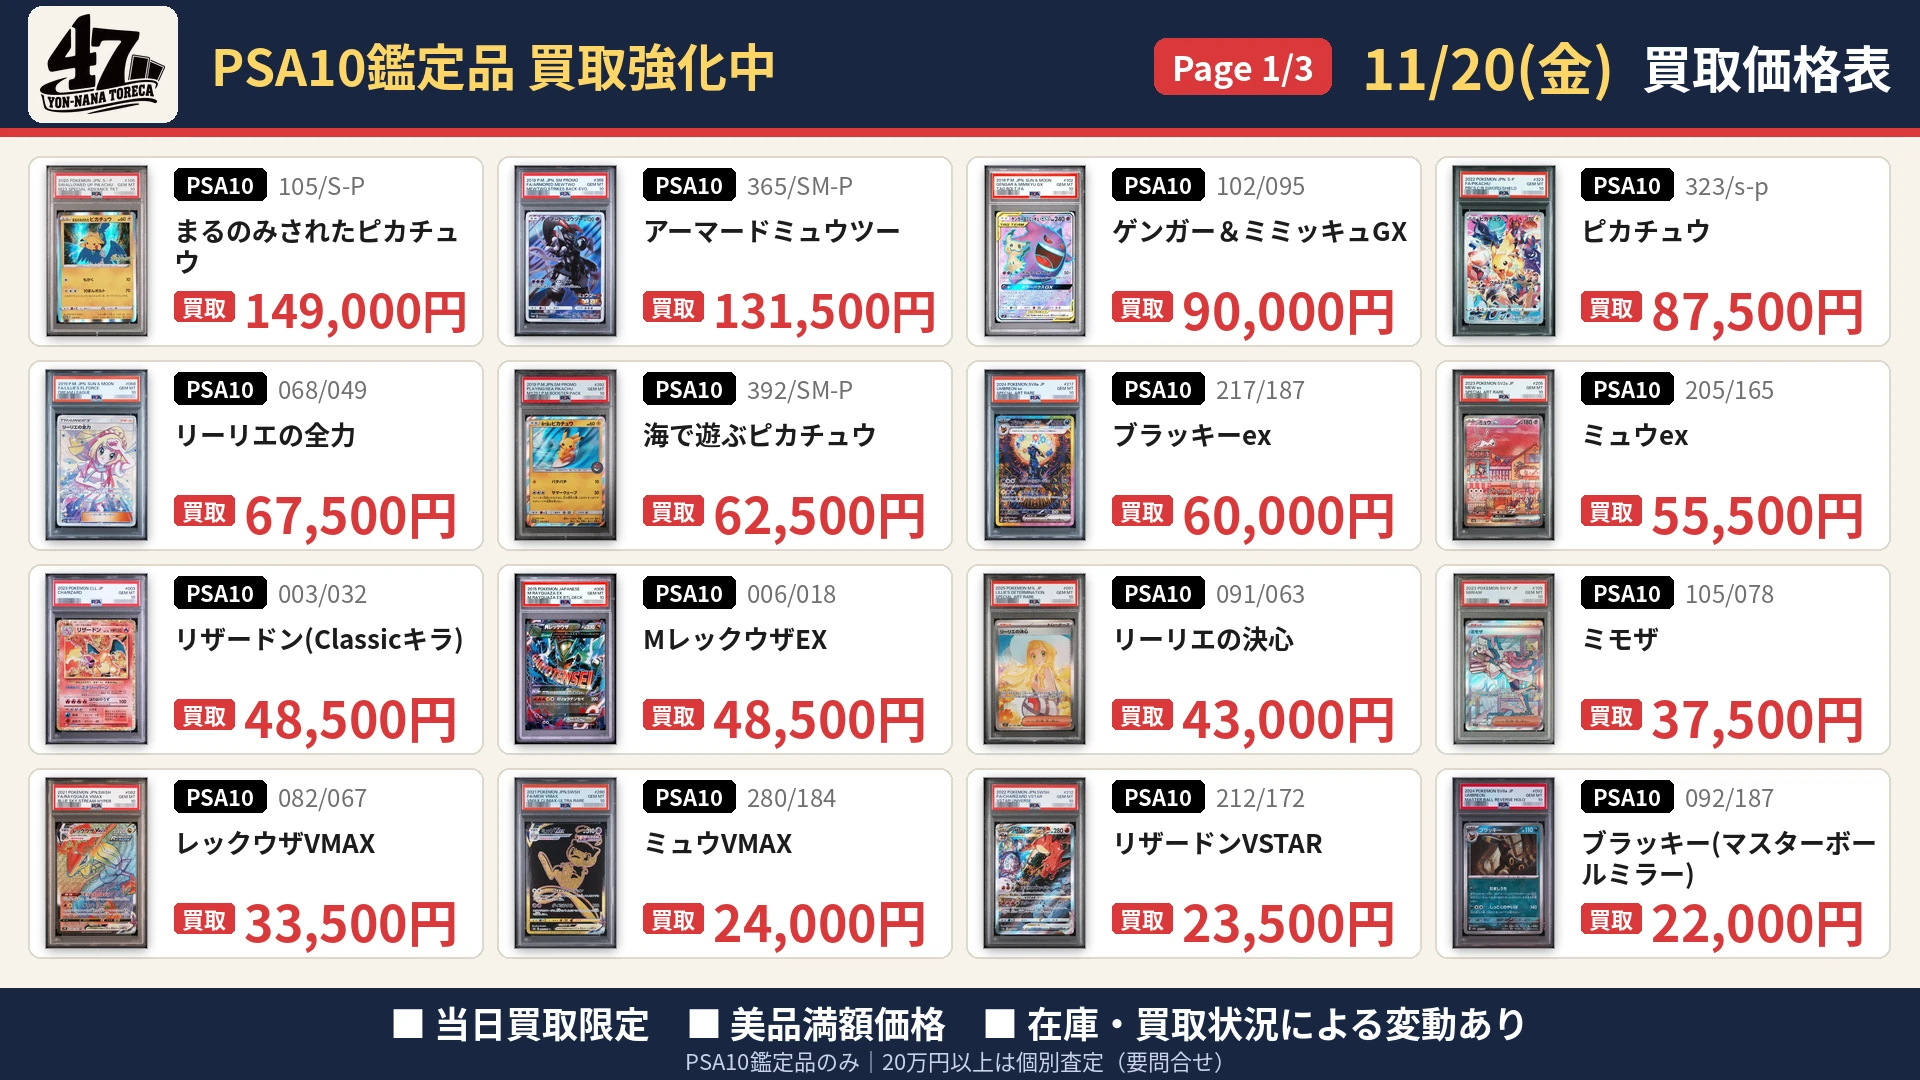 47
YON-NANA TORECA
PSA10鑑定品 買取強化中
Page 1/3
11/20(金) 買取価格表
PSA10 105/S-P
まるのみされたピカチュ
ウ
買取 149,000円
PSA10 365/SM-P
アーマードミュウツー
買取 131,500円
PSA10 102/095
ゲンガー＆ミミッキュGX
買取 90,000円
PSA10 323/s-p
ピカチュウ
買取 87,500円
PSA10 068/049
リーリエの全力
買取 67,500円
PSA10 392/SM-P
海で遊ぶピカチュウ
買取 62,500円
PSA10 217/187
ブラッキーex
買取 60,000円
PSA10 205/165
ミュウex
買取 55,500円
PSA10 003/032
リザードン(Classicキラ)
買取 48,500円
PSA10 006/018
MレックウザEX
買取 48,500円
PSA10 091/063
リーリエの決心
買取 43,000円
PSA10 105/078
ミモザ
買取 37,500円
PSA10 082/067
レックウザVMAX
買取 33,500円
PSA10 280/184
ミュウVMAX
買取 24,000円
PSA10 212/172
リザードンVSTAR
買取 23,500円
PSA10 092/187
ブラッキー(マスターボー
ルミラー)
買取 22,000円
■ 当日買取限定 ■ 美品満額価格 ■ 在庫・買取状況による変動あり
PSA10鑑定品のみ｜20万円以上は個別査定（要問合せ）